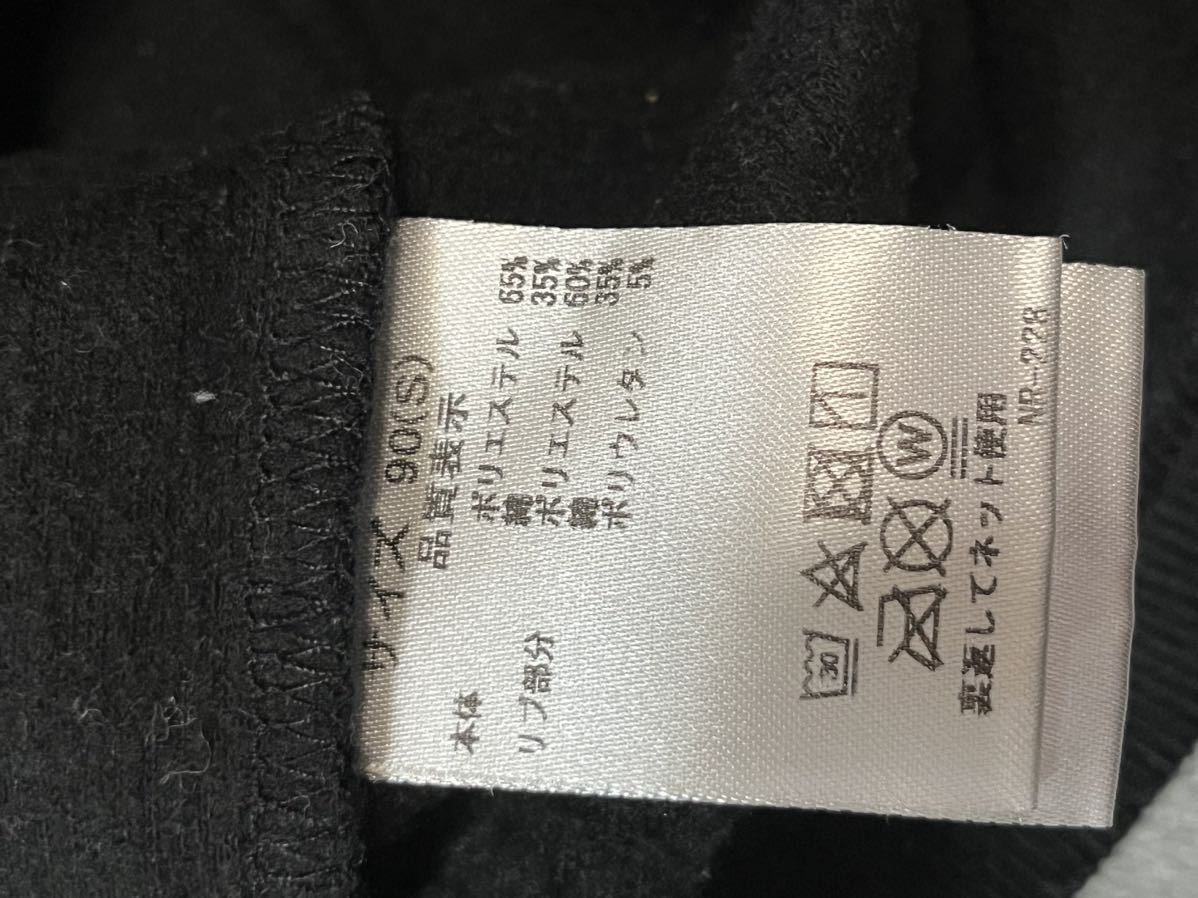 サイズ 90(S)
品質表示
本体 ポリエステル 65%
綿 35%
リブ部分 ポリエステル 60%
綿 35%
ポリウレタン 5%
30
W
裏返してネット使用
NR-228